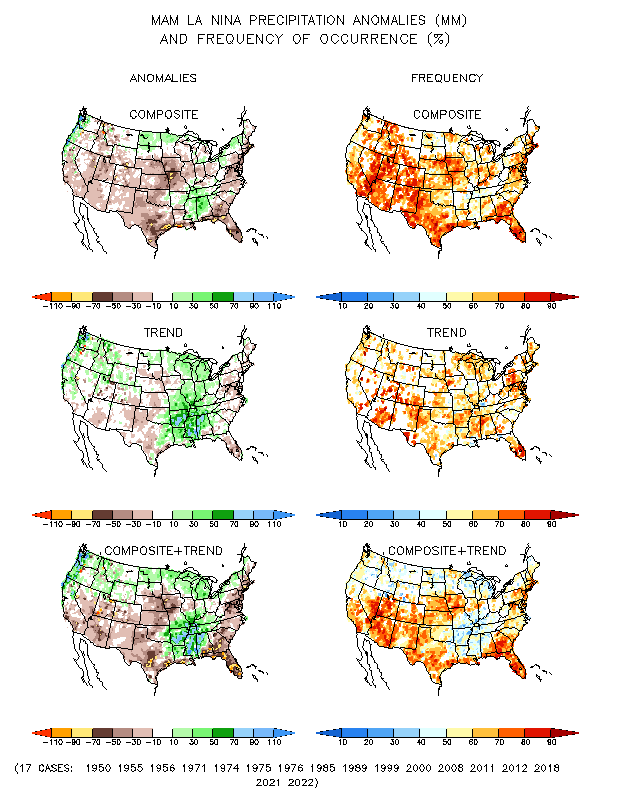 MAM LA NINA PRECIPITATION ANOMALIES (MM)
AND FREQUENCY OF OCCURRENCE (%)
ANOMALIES FREQUENCY
COMPOSITE COMPOSITE
-110 -90 -70 -50 -30 -10 10 30 50 70 90 110 10 20 30 40 50 60 70 80 90
TREND TREND
-110 -90 -70 -50 -30 -10 10 30 50 70 90 110 10 20 30 40 50 60 70 80 90
COMPOSITE+TREND COMPOSITE+TREND
-110 -90 -70 -50 -30 -10 10 30 50 70 90 110 10 20 30 40 50 60 70 80 90
(17 CASES: 1950 1955 1956 1971 1974 1975 1976 1985 1989 1999 2000 2008 2011 2012 2018
2021 2022)